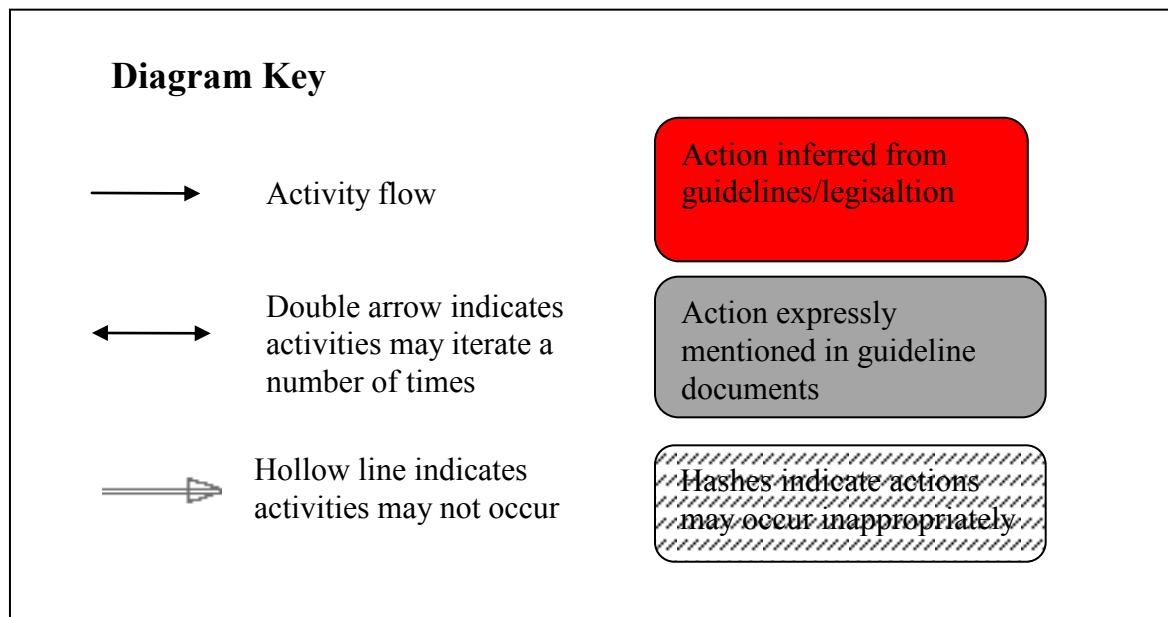 Diagram Key
Activity flow
Action inferred from
guidelines/legisaltion
Double arrow indicates
activities may iterate a
number of times
Action expressly
mentioned in guideline
documents
Hollow line indicates
activities may not occur
Hashes indicate actions
may occur inappropriately